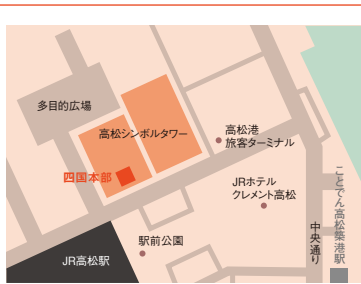 多目的広場
高松シンボルタワー
高松港
旅客ターミナル
四国本部
JRホテル
クレメント高松
ことでん高松築港駅
中央通り
駅前公園
JR高松駅